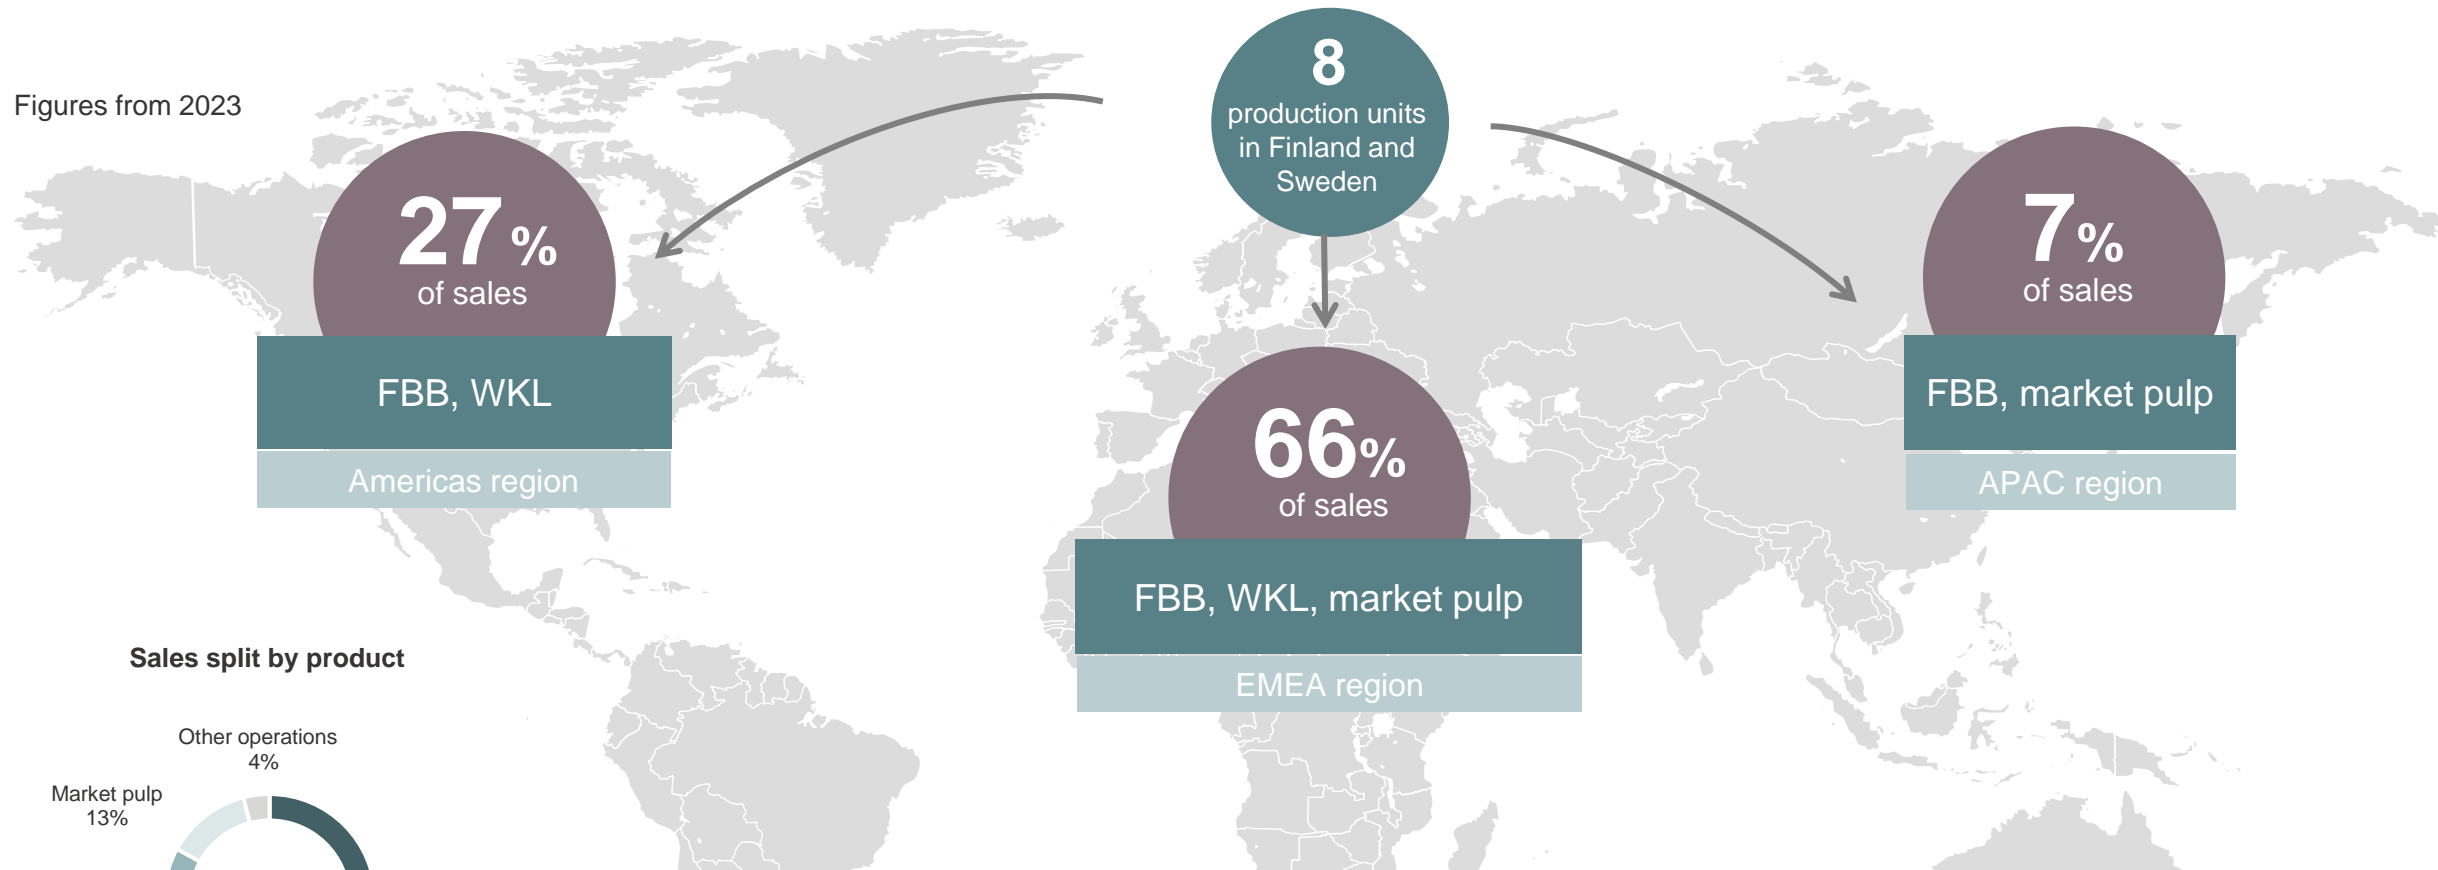 Figures from 2023
8
production units
in Finland and
Sweden
27 %
of sales
FBB, WKL
Americas region
7%
of sales
FBB, market pulp
APAC region
66%
of sales
FBB, WKL, market pulp
EMEA region
Sales split by product
Other operations
4%
Market pulp
13%